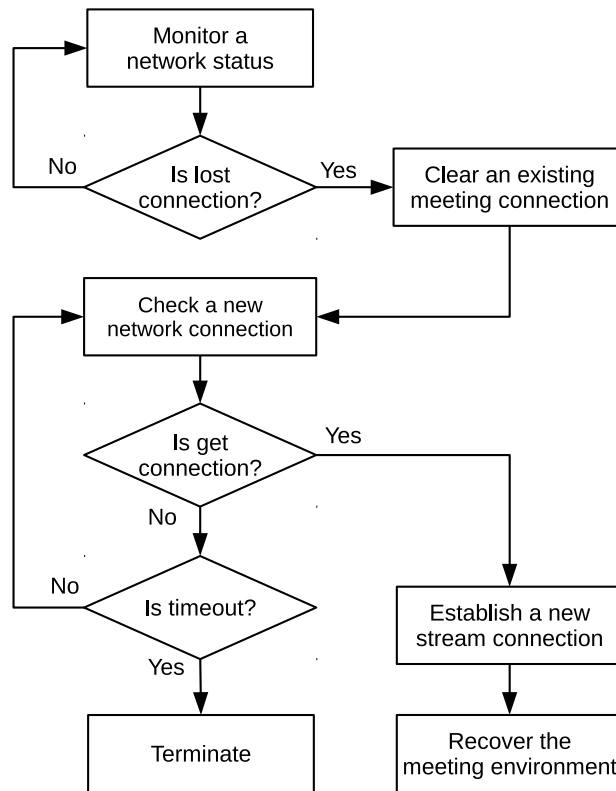 Monitor a
network status
No
Is lost
connection?
Yes
Clear an existing
meeting connection
Check a new
network connection
Is get
connection?
Yes
No
No
Is timeout?
Yes
Establish a new
stream connection
Terminate
Recover the
meeting environment